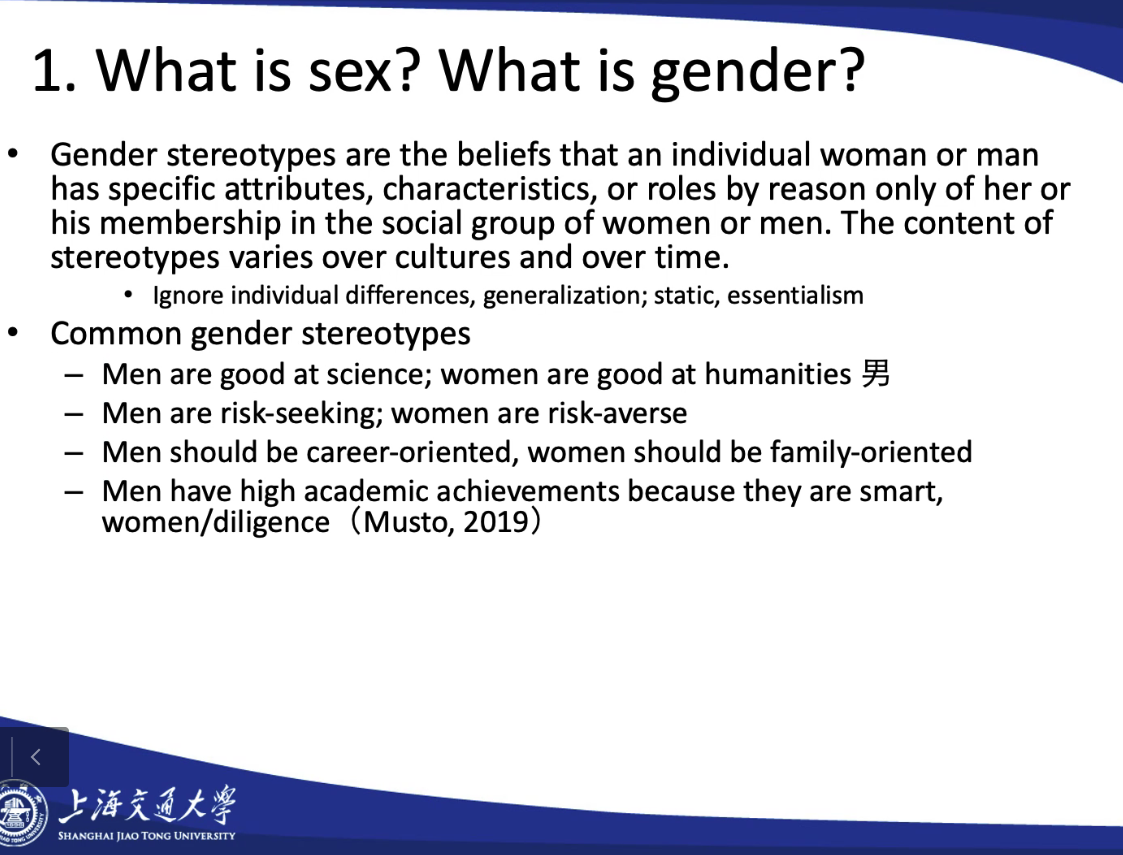 1. What is sex? What is gender?
• Gender stereotypes are the beliefs that an individual woman or man
has specific attributes, characteristics, or roles by reason only of her or
his membership in the social group of women or men. The content of
stereotypes varies over cultures and over time.
• Ignore individual differences, generalization; static, essentialism
• Common gender stereotypes
– Men are good at science; women are good at humanities 男
– Men are risk-seeking; women are risk-averse
– Men should be career-oriented, women should be family-oriented
– Men have high academic achievements because they are smart,
women/diligence（Musto, 2019）
上海交通大学
SHANGHAI JIAO TONG UNIVERSITY